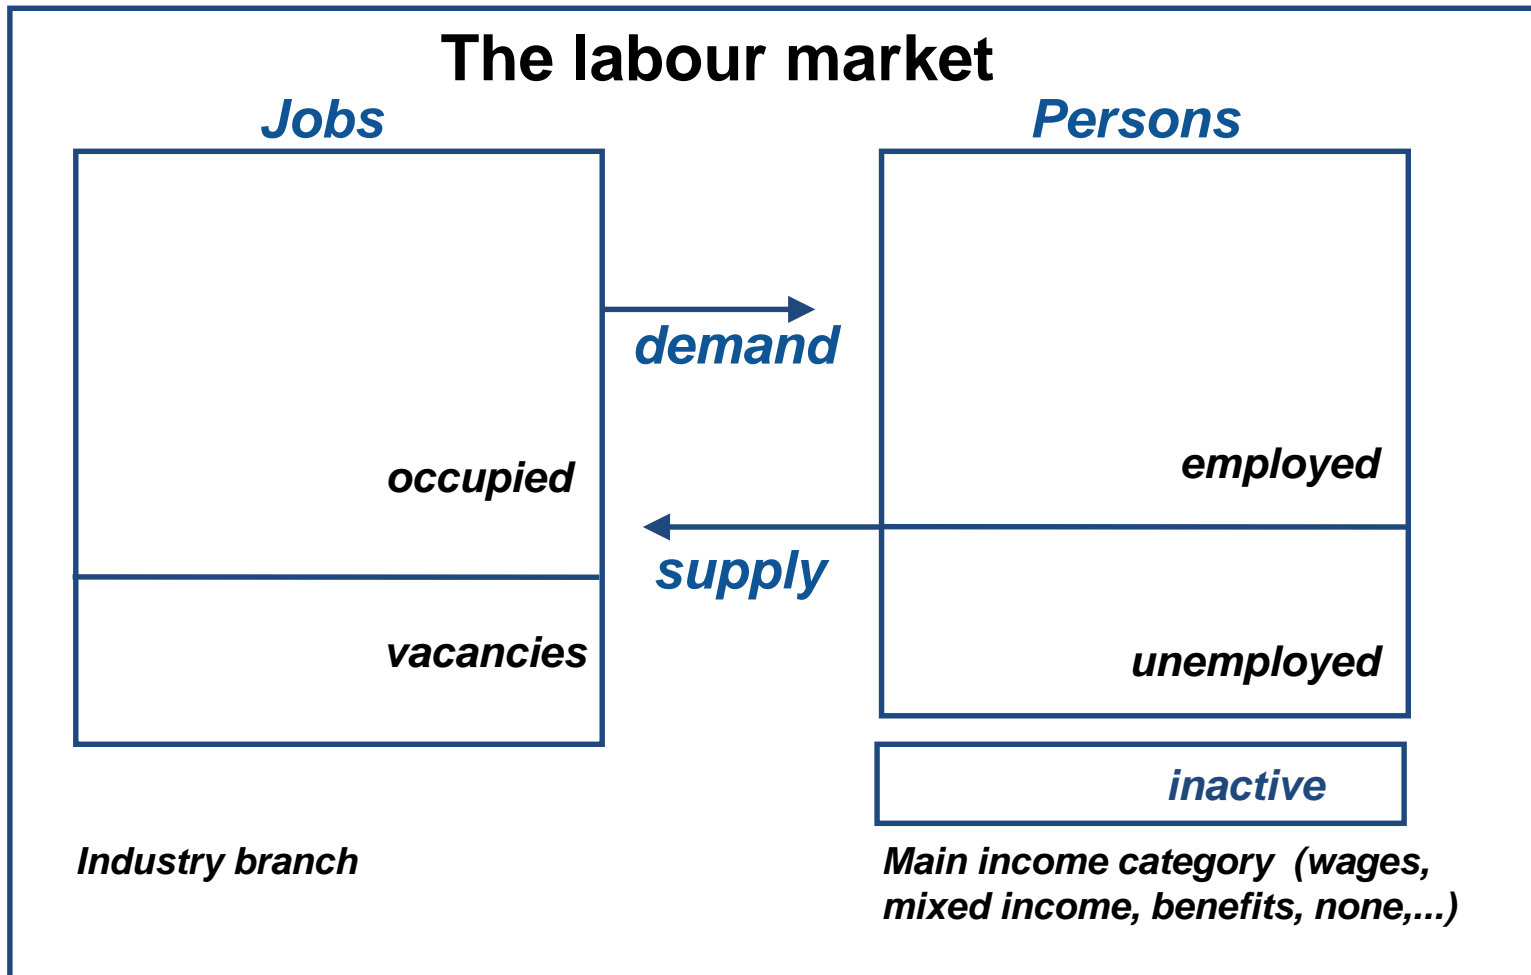 The labour market
Jobs
Persons
demand
occupied
employed
supply
vacancies
unemployed
inactive
Industry branch
Main income category (wages,
mixed income, benefits, none,...)